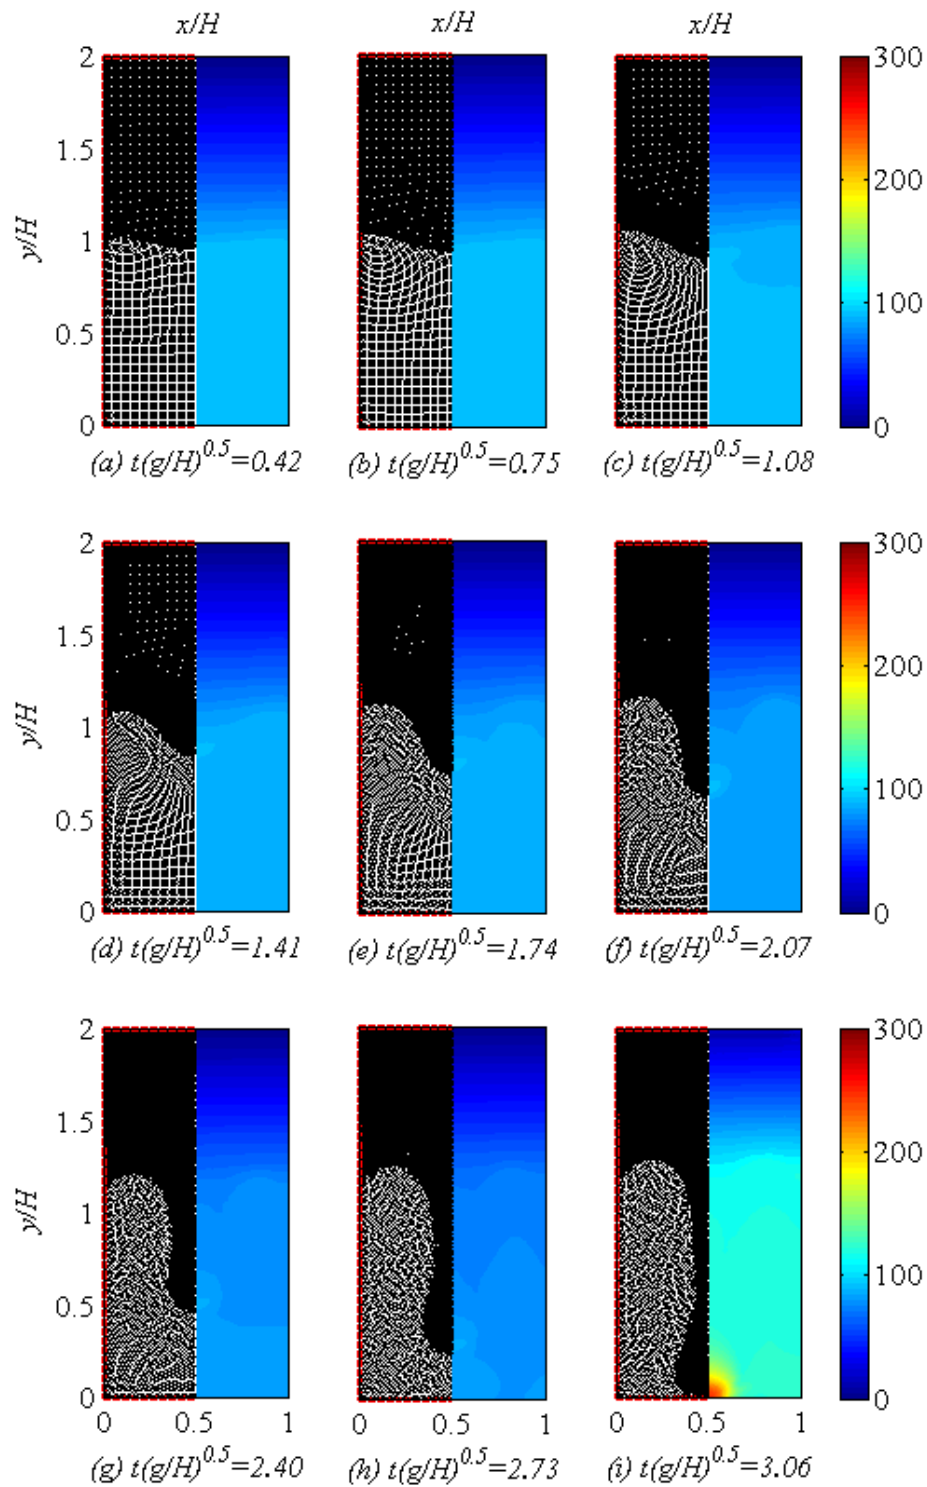 x/H x/H x/H
2 300
1.5
200
y/H 1
100
0.5
0 0
(a) t(g/H)^0.5=0.42 (b) t(g/H)^0.5=0.75 (c) t(g/H)^0.5=1.08
2 300
1.5
200
y/H 1
100
0.5
0 0
(d) t(g/H)^0.5=1.41 (e) t(g/H)^0.5=1.74 (f) t(g/H)^0.5=2.07
2 300
1.5
200
y/H 1
100
0.5
0 0
0 0.5 1 0 0.5 1 0 0.5 1
(g) t(g/H)^0.5=2.40 (h) t(g/H)^0.5=2.73 (i) t(g/H)^0.5=3.06